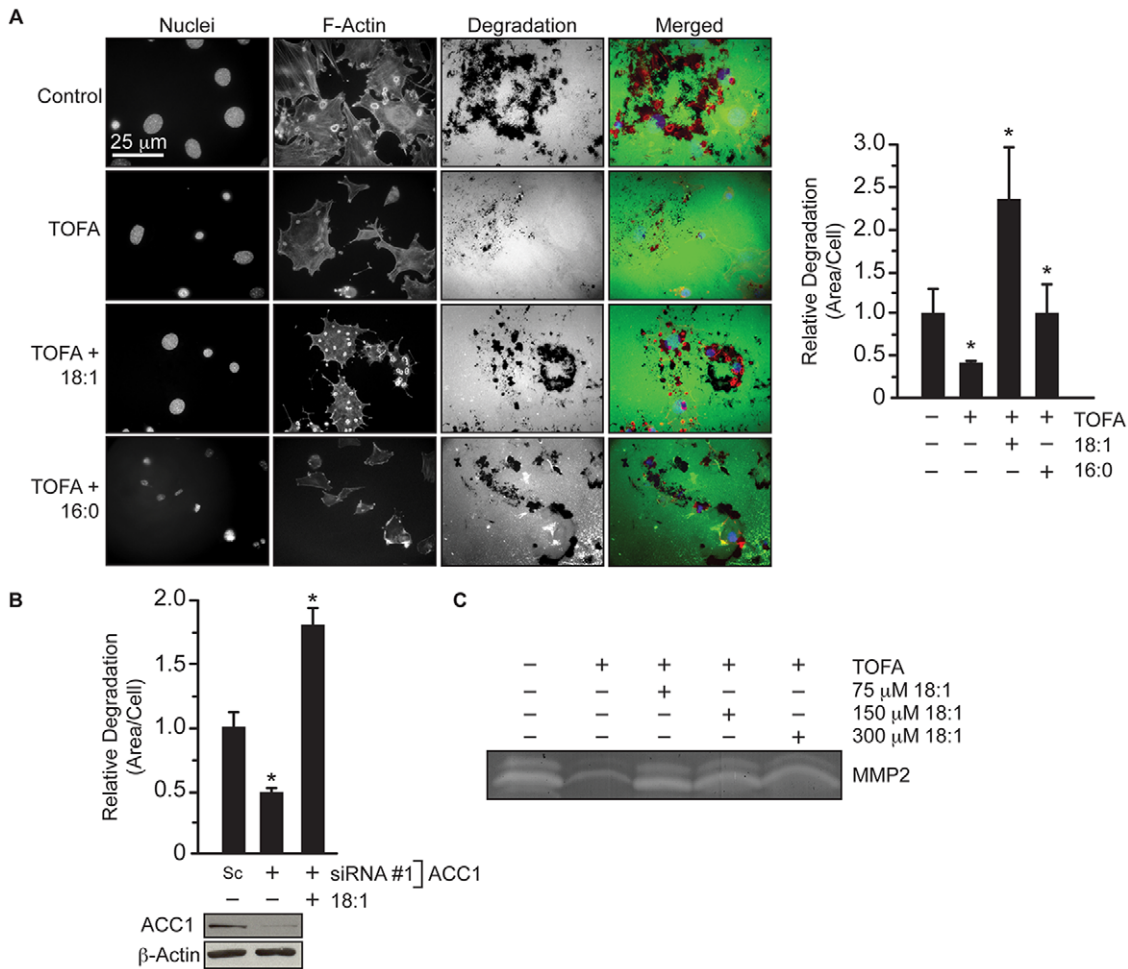 A
Nuclei F-Actin Degradation Merged
Control
25 μm
TOFA
TOFA +
18:1
TOFA +
16:0
Relative Degradation
(Area/Cell)
3.0
2.5
2.0
1.0
0.5
0
* * *
– + + + TOFA
– – + – 18:1
– – – + 16:0
B
Relative Degradation
(Area/Cell)
2.0
1.5
1.0
0.5
0
* *
Sc + + siRNA #1 ] ACC1
– – + 18:1
ACC1
β-Actin
C
– + + + + TOFA
– – + – – 75 μM 18:1
– – – + – 150 μM 18:1
– – – – + 300 μM 18:1
MMP2